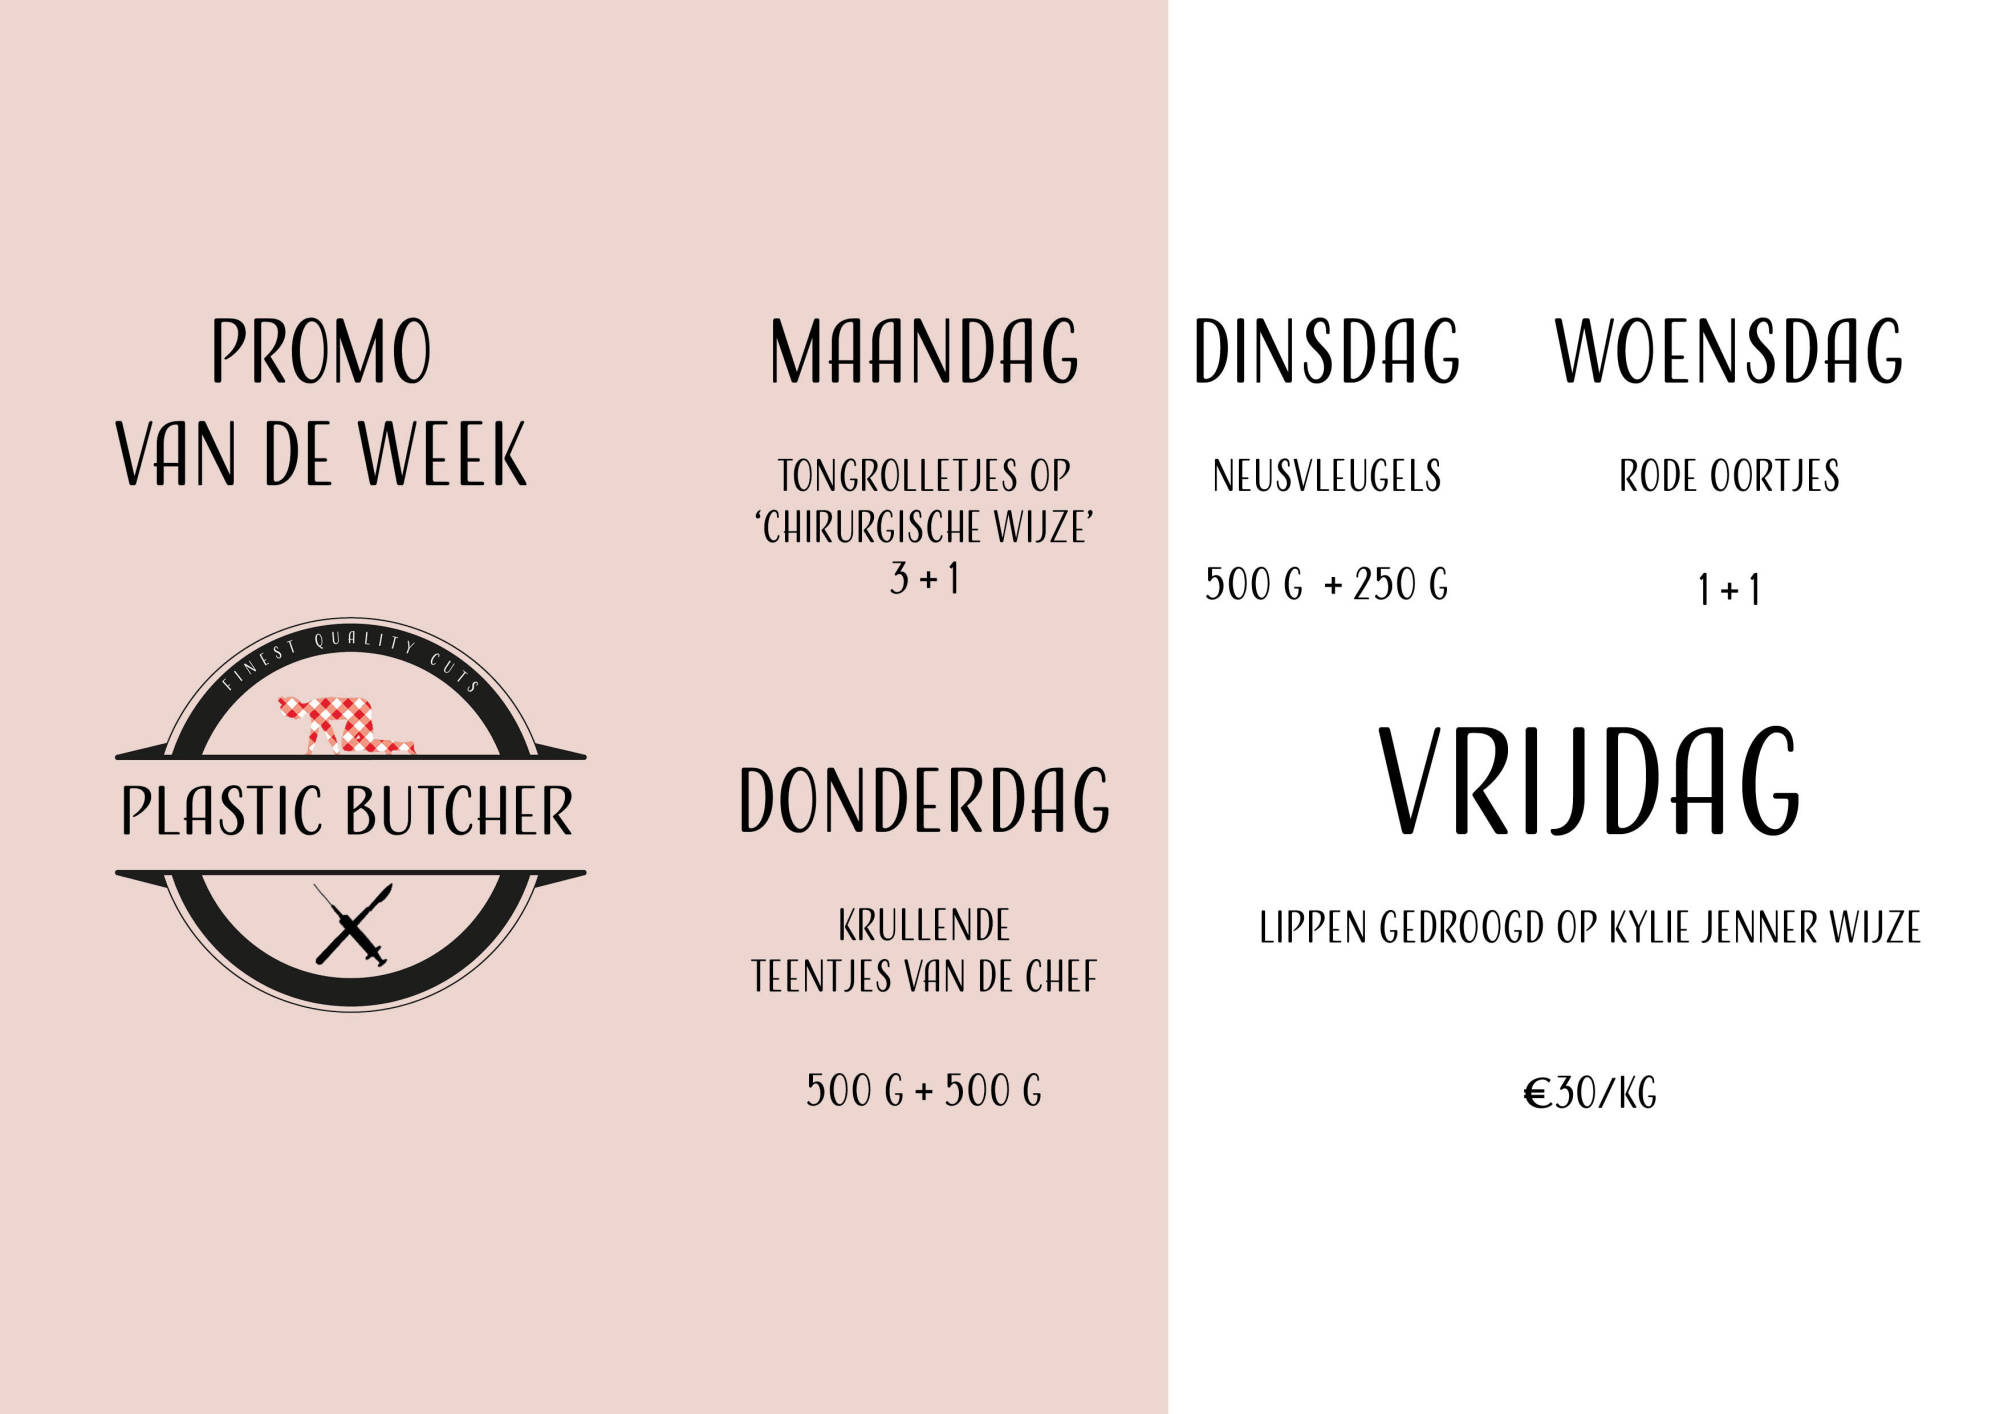 PROMO
VAN DE WEEK
FINEST QUALITY CUTS
PLASTIC BUTCHER
MAANDAG
TONGROLLETJES OP
‘CHIRURGISCHE WIJZE’
3 + 1
DINSDAG
NEUSVLEUGELS
500 G + 250 G
WOENSDAG
RODE OORTJES
1 + 1
DONDERDAG
KRULLENDE
TEENTJES VAN DE CHEF
500 G + 500 G
VRIJDAG
LIPPEN GEDROOGD OP KYLIE JENNER WIJZE
€30/KG